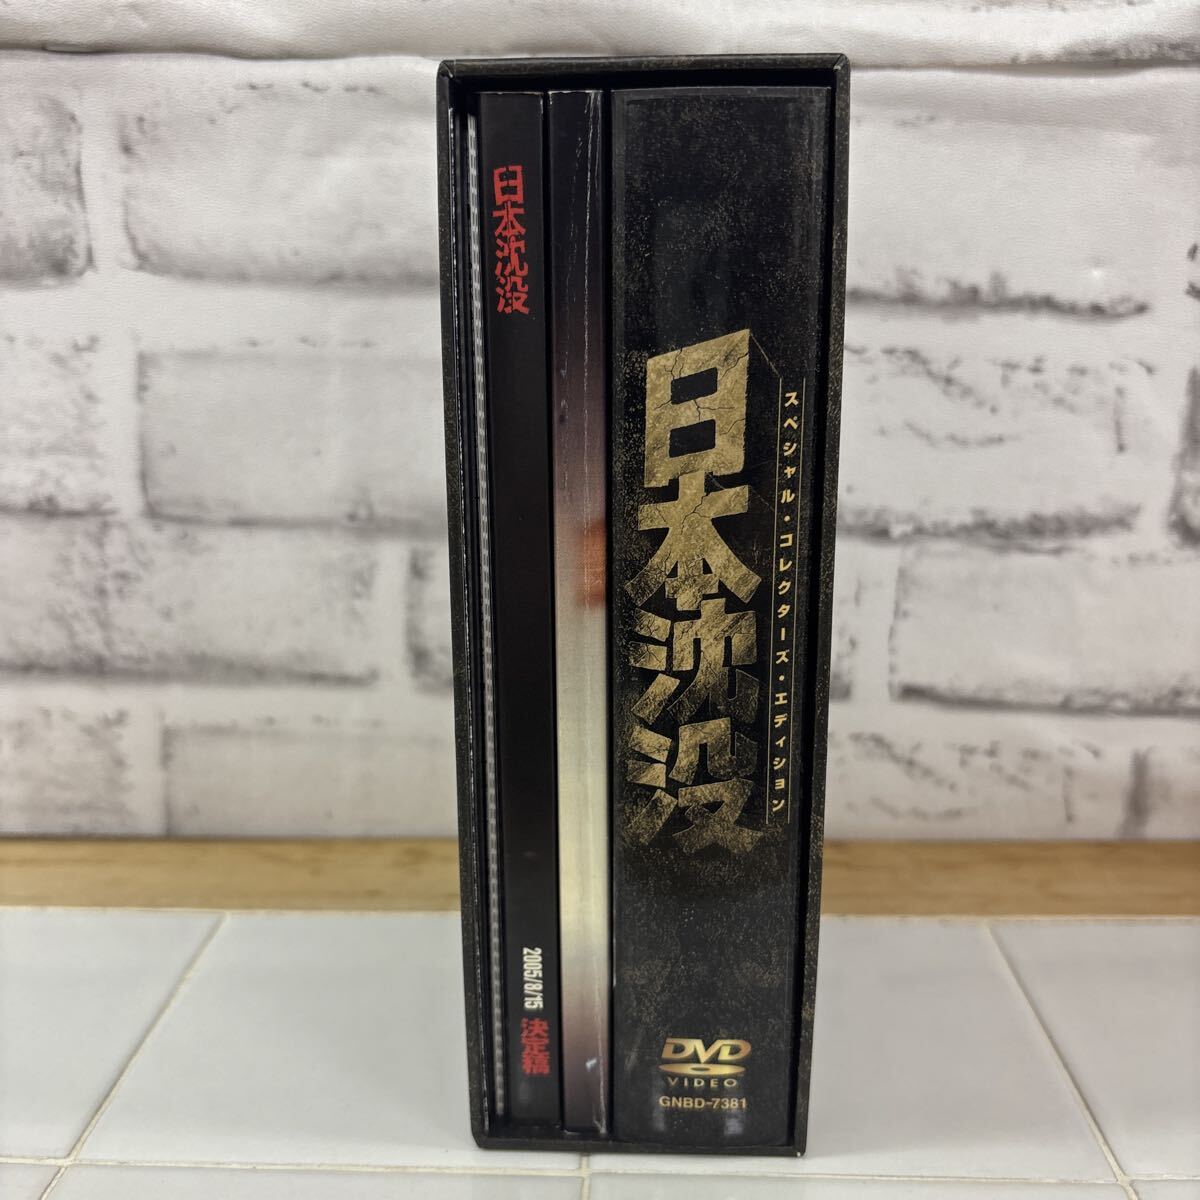 日本沈没
2005/8/15 決定稿
日本沈没
スペシャル・コレクターズ・エディション
DVD
VIDEO
GNBD-7381